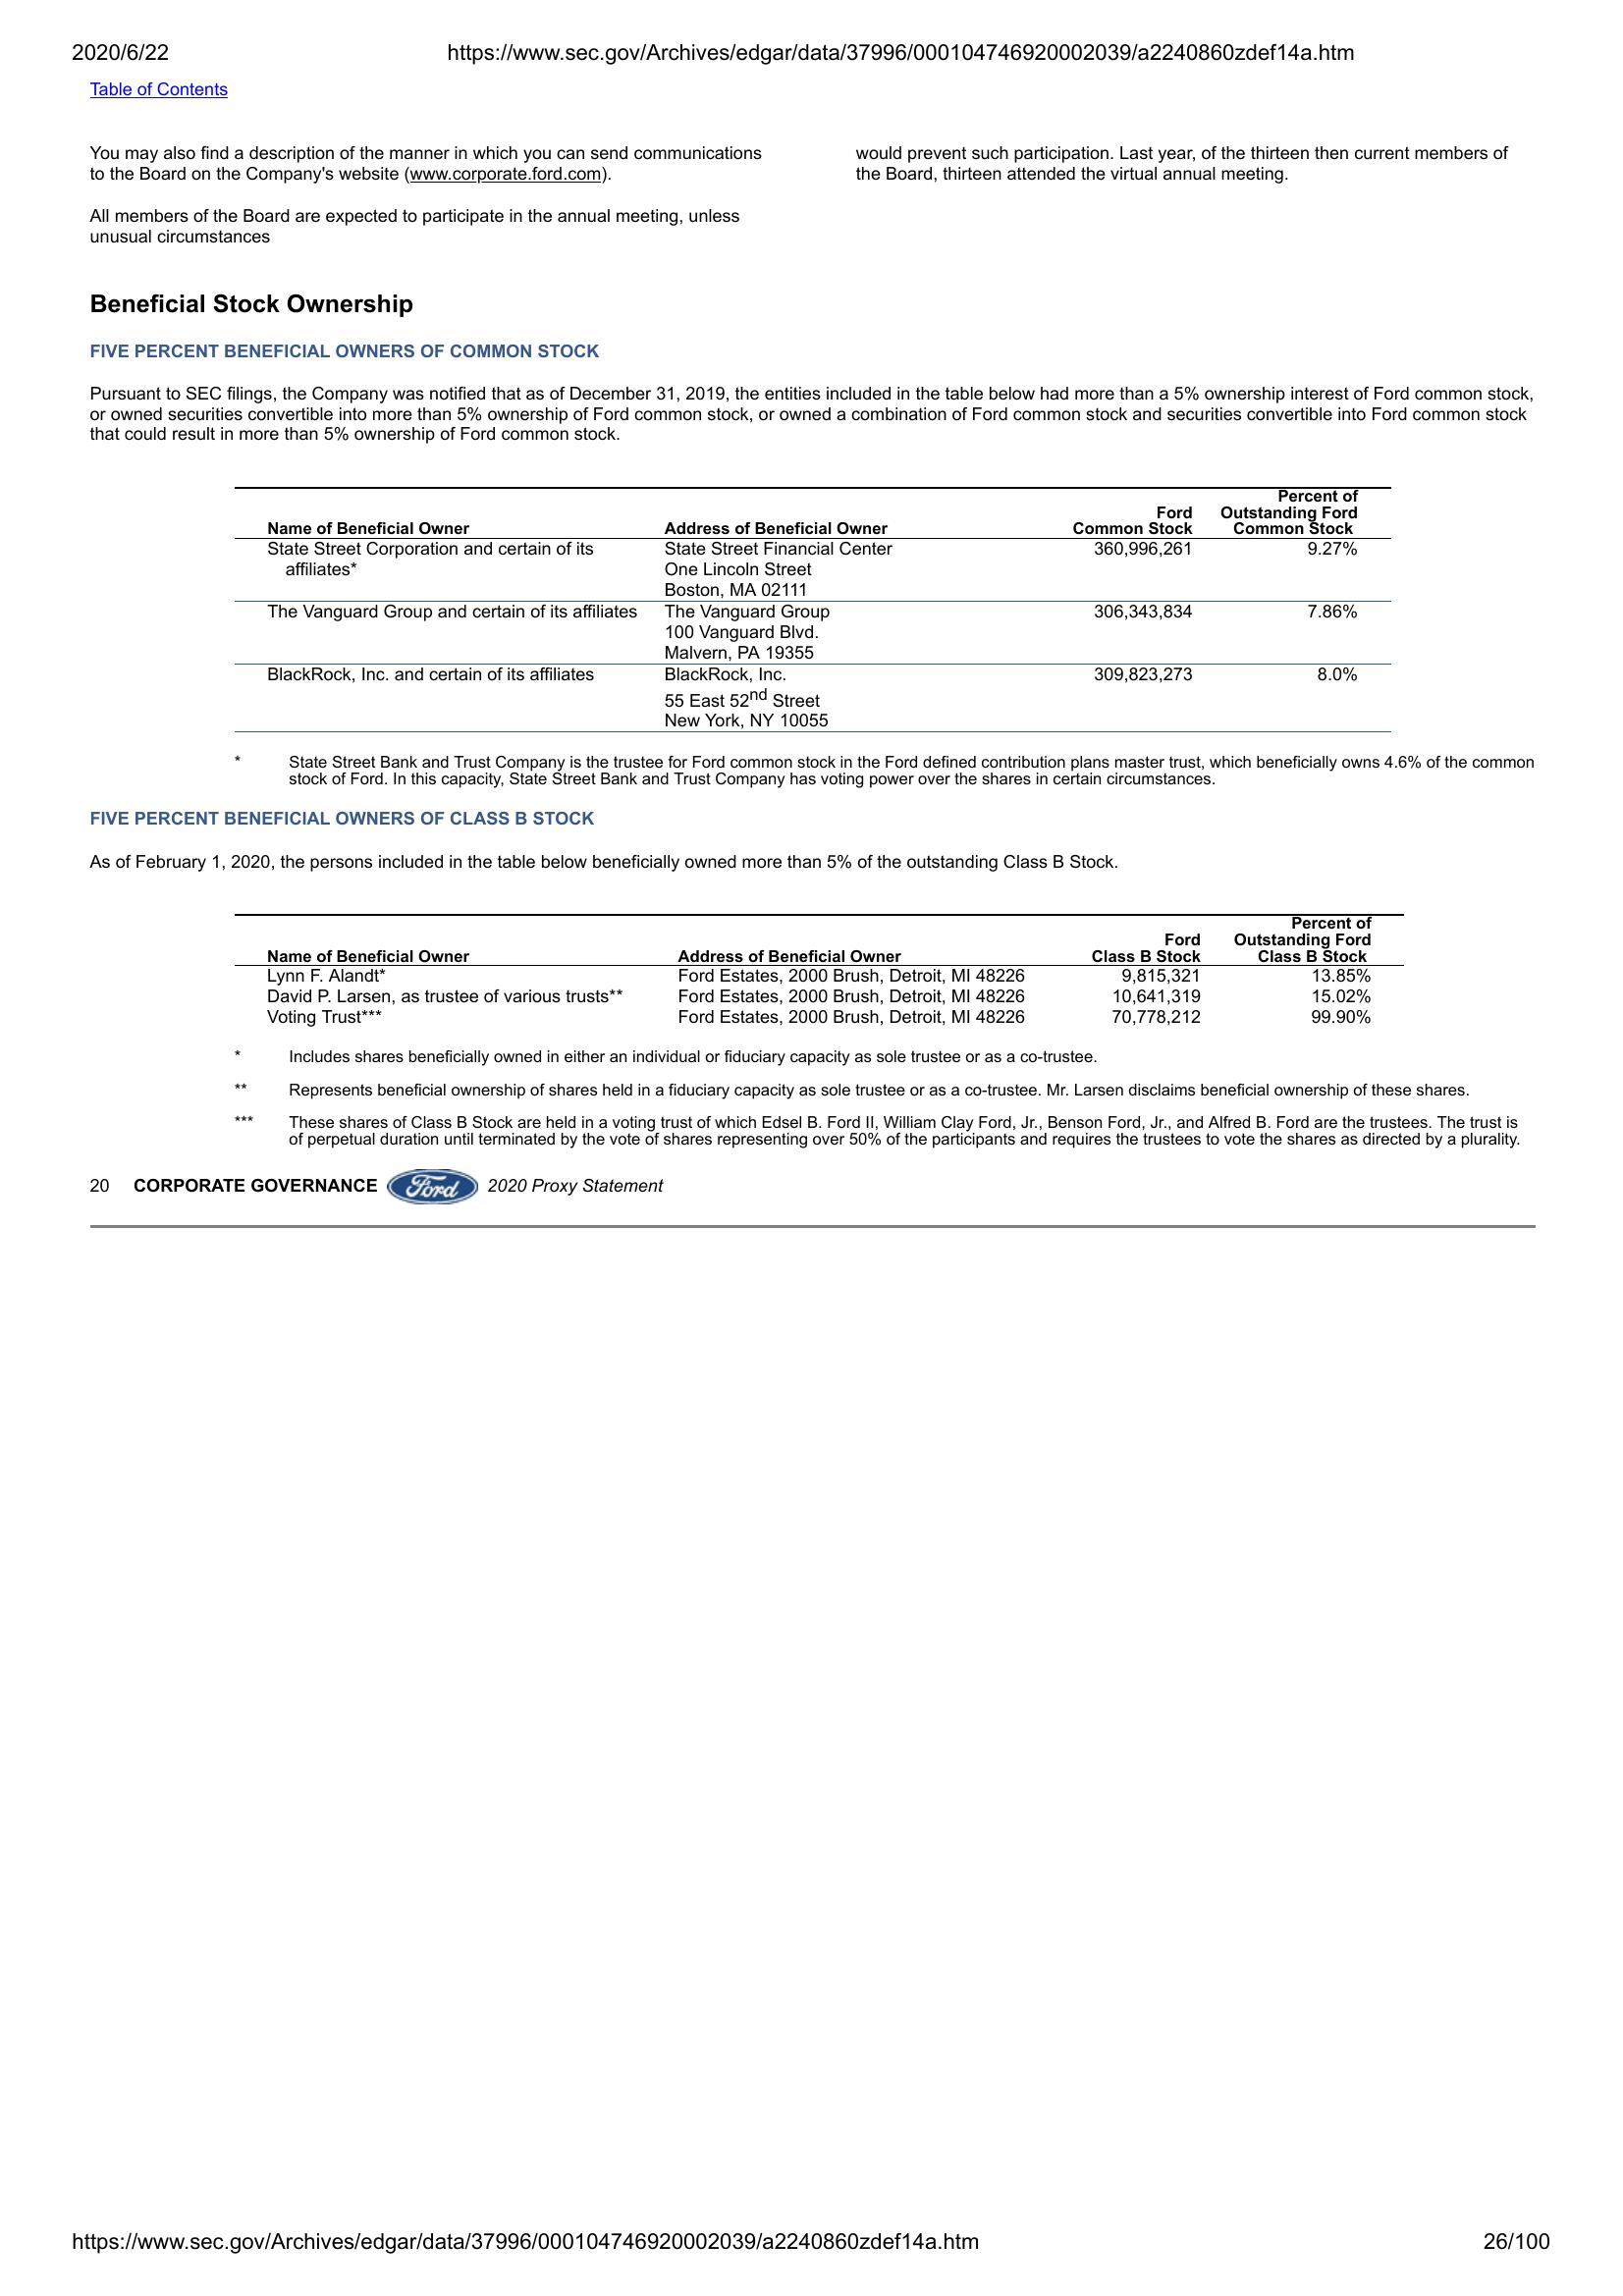 2020/6/22 https://www.sec.gov/Archives/edgar/data/37996/000104746920002039/a2240860zdef14a.htm
Table of Contents
You may also find a description of the manner in which you can send communications
to the Board on the Company's website (www.corporate.ford.com).
All members of the Board are expected to participate in the annual meeting, unless
unusual circumstances
would prevent such participation. Last year, of the thirteen then current members of
the Board, thirteen attended the virtual annual meeting.
Beneficial Stock Ownership
FIVE PERCENT BENEFICIAL OWNERS OF COMMON STOCK
Pursuant to SEC filings, the Company was notified that as of December 31, 2019, the entities included in the table below had more than a 5% ownership interest of Ford common stock,
or owned securities convertible into more than 5% ownership of Ford common stock, or owned a combination of Ford common stock and securities convertible into Ford common stock
that could result in more than 5% ownership of Ford common stock.
Percent of
Ford Outstanding Ford
Name of Beneficial Owner Address of Beneficial Owner Common Stock Common Stock
State Street Corporation and certain of its State Street Financial Center 360,996,261 9.27%
affiliates* One Lincoln Street
Boston, MA 02111
The Vanguard Group and certain of its affiliates The Vanguard Group 306,343,834 7.86%
100 Vanguard Blvd.
Malvern, PA 19355
BlackRock, Inc. and certain of its affiliates BlackRock, Inc. 309,823,273 8.0%
55 East 52nd Street
New York, NY 10055
* State Street Bank and Trust Company is the trustee for Ford common stock in the Ford defined contribution plans master trust, which beneficially owns 4.6% of the common
stock of Ford. In this capacity, State Street Bank and Trust Company has voting power over the shares in certain circumstances.
FIVE PERCENT BENEFICIAL OWNERS OF CLASS B STOCK
As of February 1, 2020, the persons included in the table below beneficially owned more than 5% of the outstanding Class B Stock.
Percent of
Ford Outstanding Ford
Name of Beneficial Owner Address of Beneficial Owner Class B Stock Class B Stock
Lynn F. Alandt* Ford Estates, 2000 Brush, Detroit, MI 48226 9,815,321 13.85%
David P. Larsen, as trustee of various trusts** Ford Estates, 2000 Brush, Detroit, MI 48226 10,641,319 15.02%
Voting Trust*** Ford Estates, 2000 Brush, Detroit, MI 48226 70,778,212 99.90%
* Includes shares beneficially owned in either an individual or fiduciary capacity as sole trustee or as a co-trustee.
** Represents beneficial ownership of shares held in a fiduciary capacity as sole trustee or as a co-trustee. Mr. Larsen disclaims beneficial ownership of these shares.
*** These shares of Class B Stock are held in a voting trust of which Edsel B. Ford II, William Clay Ford, Jr., Benson Ford, Jr., and Alfred B. Ford are the trustees. The trust is
of perpetual duration until terminated by the vote of shares representing over 50% of the participants and requires the trustees to vote the shares as directed by a plurality.
20 CORPORATE GOVERNANCE Ford 2020 Proxy Statement
https://www.sec.gov/Archives/edgar/data/37996/000104746920002039/a2240860zdef14a.htm 26/100